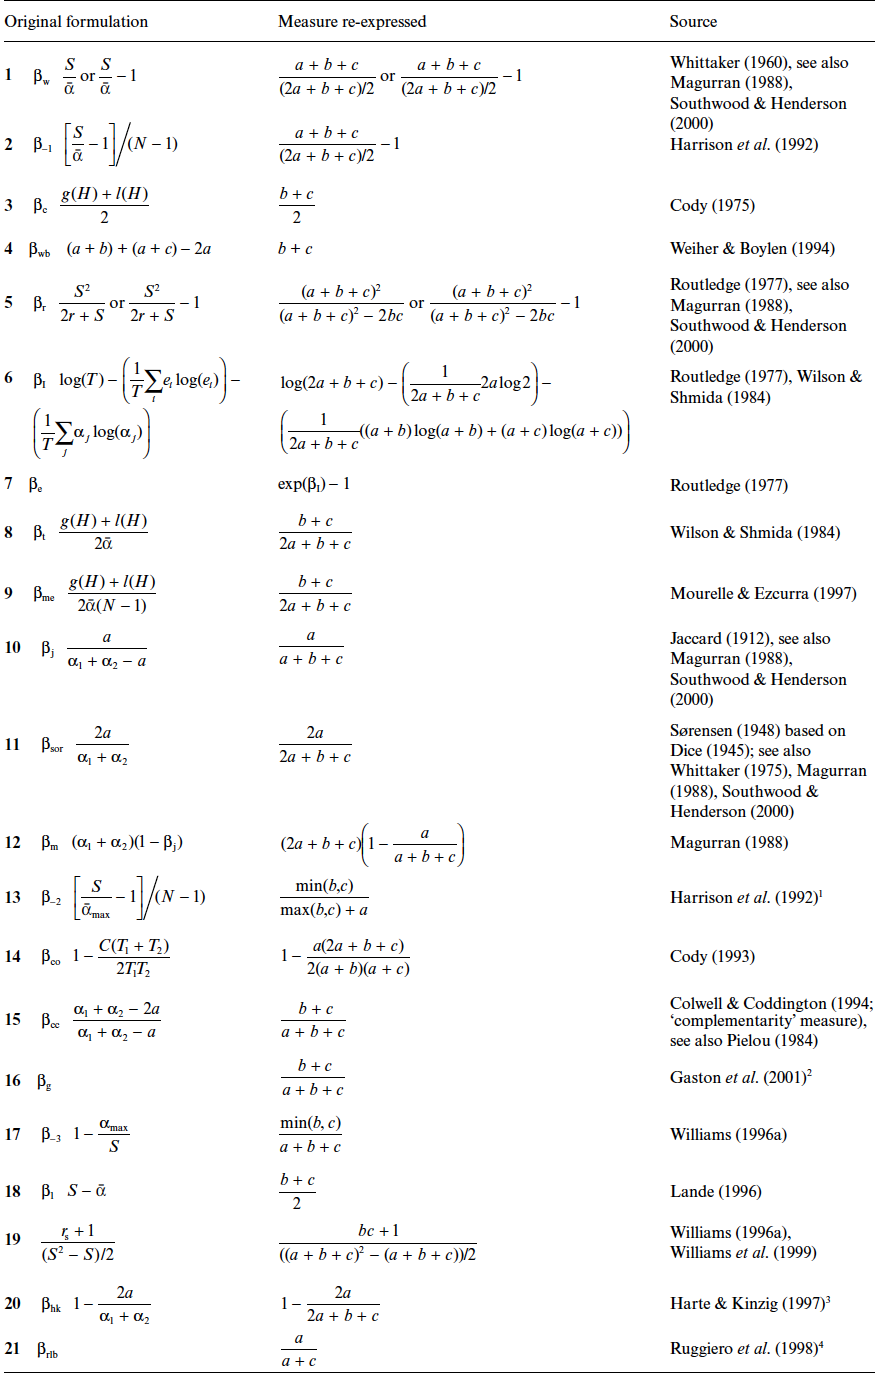 Original formulation Measure re-expressed Source
1 β_w S/ᾱ or S/ᾱ − 1 (a + b + c)/((2a + b + c)/2) or (a + b + c)/((2a + b + c)/2) − 1 Whittaker (1960), see also
Magurran (1988),
Southwood & Henderson
(2000)
2 β_−1 [S/ᾱ − 1]/(N − 1) (a + b + c)/((2a + b + c)/2) − 1 Harrison et al. (1992)
3 β_c (g(H) + l(H))/2 (b + c)/2 Cody (1975)
4 β_wb (a + b) + (a + c) − 2a b + c Weiher & Boylen (1994)
5 β_r S²/(2r + S) or S²/(2r + S) − 1 (a + b + c)²/((a + b + c)² − 2bc) or (a + b + c)²/((a + b + c)² − 2bc) − 1 Routledge (1977), see also
Magurran (1988),
Southwood & Henderson
(2000)
6 β_I log(T) − ((1/T) ∑_i e_i log(e_i)) − log(2a + b + c) − ((1/(2a + b + c)) 2a log 2) − Routledge (1977), Wilson &
Shmida (1984)
((1/T) ∑_j α_j log(α_j)) ((1/(2a + b + c)) ((a + b) log(a + b) + (a + c) log(a + c)))
7 β_e exp(β_I) − 1 Routledge (1977)
8 β_t (g(H) + l(H))/2ᾱ (b + c)/(2a + b + c) Wilson & Shmida (1984)
9 β_me (g(H) + l(H))/(2ᾱ(N − 1)) (b + c)/(2a + b + c) Mourelle & Ezcurra (1997)
10 β_j a/(α₁ + α₂ − a) a/(a + b + c) Jaccard (1912), see also
Magurran (1988),
Southwood & Henderson
(2000)
11 β_sor 2a/(α₁ + α₂) 2a/(2a + b + c) Sørensen (1948) based on
Dice (1945); see also
Whittaker (1975), Magurran
(1988), Southwood &
Henderson (2000)
12 β_m (α₁ + α₂)(1 − β_j) (2a + b + c)(1 − a/(a + b + c)) Magurran (1988)
13 β_−2 [S/ᾱ_max − 1]/(N − 1) min(b,c)/(max(b,c) + a) Harrison et al. (1992)¹
14 β_co 1 − C(T₁ + T₂)/(2T₁T₂) 1 − a(2a + b + c)/(2(a + b)(a + c)) Cody (1993)
15 β_cc (α₁ + α₂ − 2a)/(α₁ + α₂ − a) (b + c)/(a + b + c) Colwell & Coddington (1994;
‘complementarity’ measure),
see also Pielou (1984)
16 β_g (b + c)/(a + b + c) Gaston et al. (2001)²
17 β_−3 1 − α_max/S min(b, c)/(a + b + c) Williams (1996a)
18 β_l S − ᾱ (b + c)/2 Lande (1996)
19 (r_s + 1)/((S² − S)/2) (bc + 1)/(((a + b + c)² − (a + b + c))/2) Williams (1996a),
Williams et al. (1999)
20 β_hk 1 − 2a/(α₁ + α₂) 1 − 2a/(2a + b + c) Harte & Kinzig (1997)³
21 β_rlb a/(a + c) Ruggiero et al. (1998)⁴